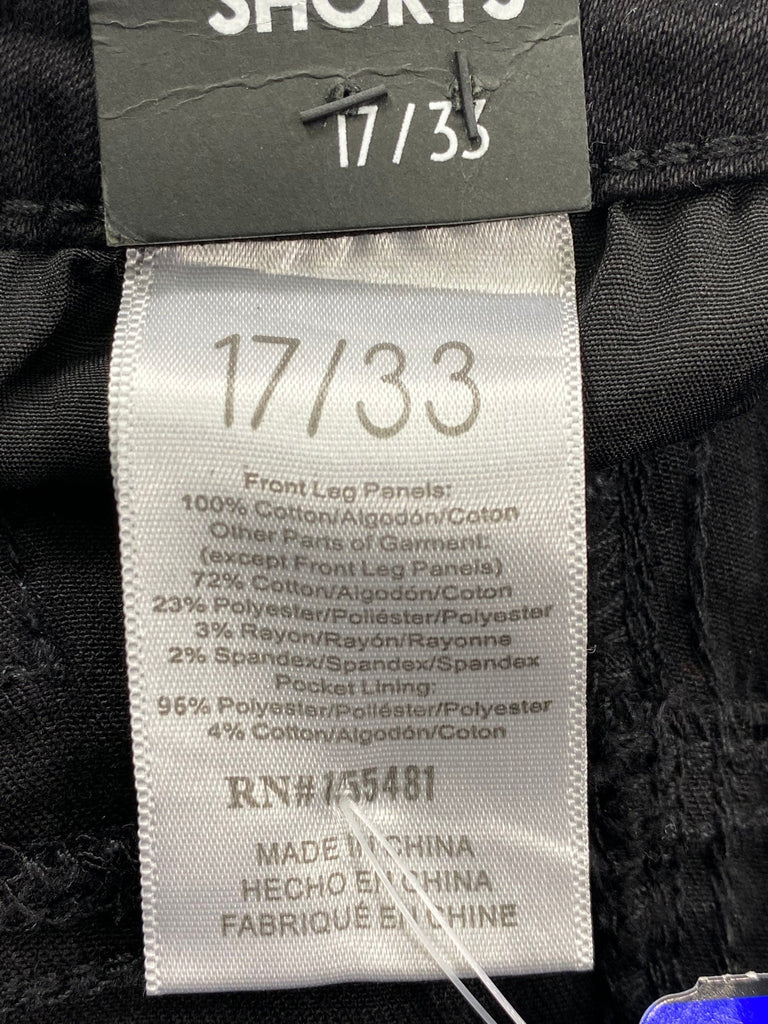 SHORTS
17/33
17/33
Front Leg Panels:
100% Cotton/Algodón/Coton
Other Parts of Garment:
(except Front Leg Panels)
72% Cotton/Algodón/Coton
23% Polyester/Poliéster/Polyester
3% Rayon/Rayón/Rayonne
2% Spandex/Spandex/Spandex
Pocket Lining:
96% Polyester/Poliéster/Polyester
4% Cotton/Algodón/Coton
RN#155481
MADE IN CHINA
HECHO EN CHINA
FABRIQUÉ EN CHINE